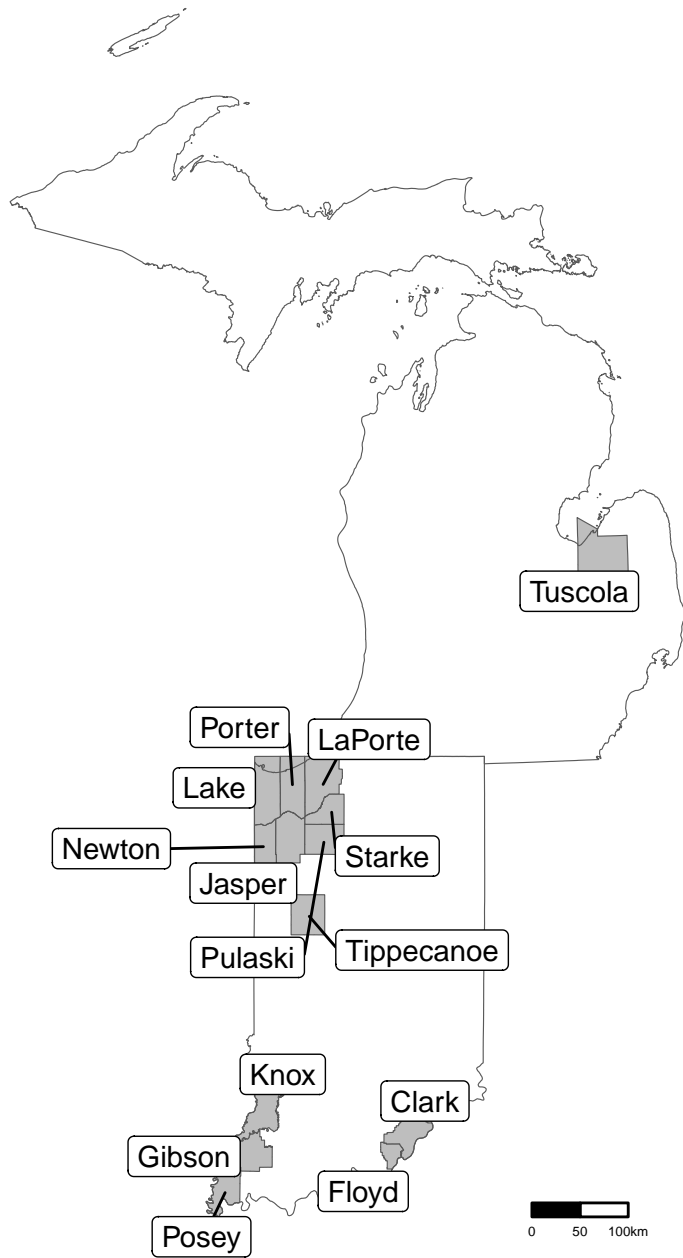 Tuscola
Porter
LaPorte
Lake
Newton
Starke
Jasper
Pulaski
Tippecanoe
Knox
Clark
Gibson
Floyd
Posey
0 50 100km